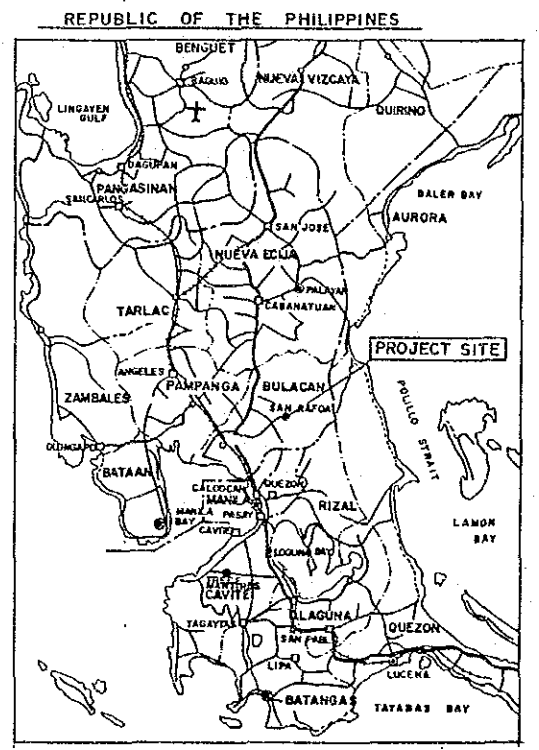 REPUBLIC OF THE PHILIPPINES
BENGUET
BAGUIO
NUEVA VIZCAYA
LINGAYEN
GULF
QUIRINO
DAGUPAN
PANGASINAN
SANCARLOS
BALER BAY
AURORA
SAN JOSE
NUEVA ECIJA
PALAYAN
CABANATUAN
TARLAC
PROJECT SITE
ANGELES
PAMPANGA
BULACAN
ZAMBALES
SAN RAFAEL
POLILLO STRAIT
OLONGAPO
BATAAN
CALOOCAN
QUEZON
MANILA
RIZAL
MANILA
BAY
PASAY
CAVITE
LAMON
BAY
LAGUNA BAY
CAVITE
LAGUNA
TAGAYTAY
SAN PABLO
QUEZON
LIPA
LUCENA
BATANGAS
TAYABAS BAY